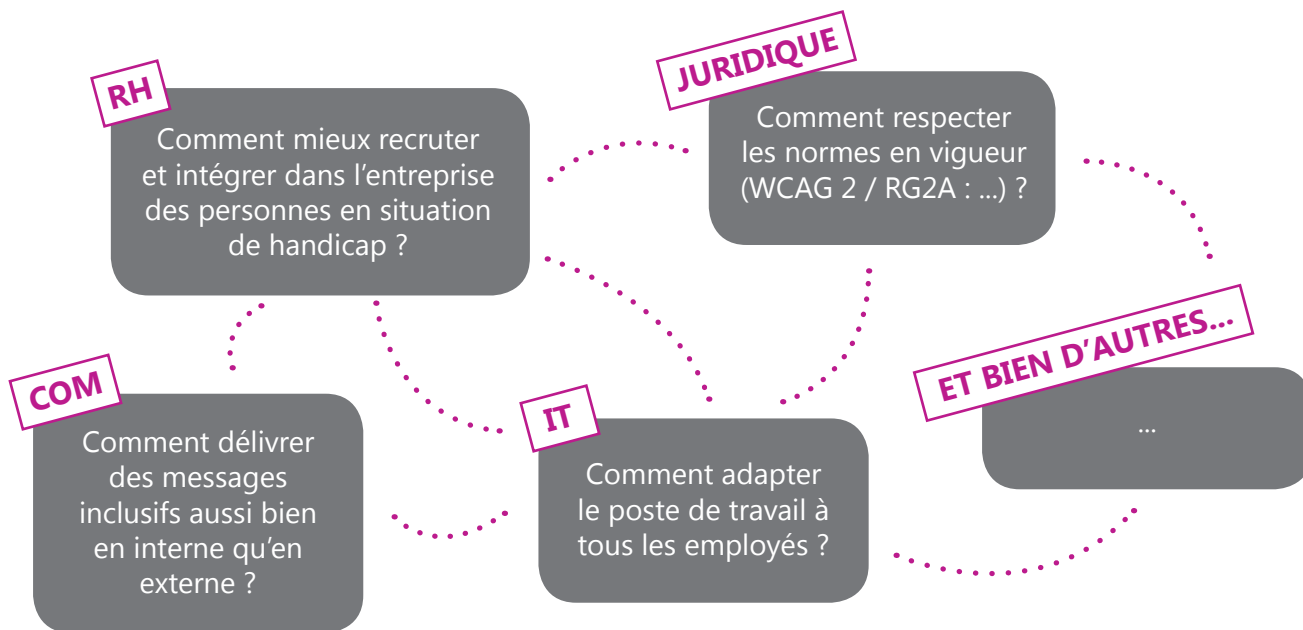 RH
Comment mieux recruter
et intégrer dans l’entreprise
des personnes en situation
de handicap ?
JURIDIQUE
Comment respecter
les normes en vigueur
(WCAG 2 / RG2A : ...) ?
COM
Comment délivrer
des messages
inclusifs aussi bien
en interne qu’en
externe ?
IT
Comment adapter
le poste de travail à
tous les employés ?
ET BIEN D’AUTRES...
...